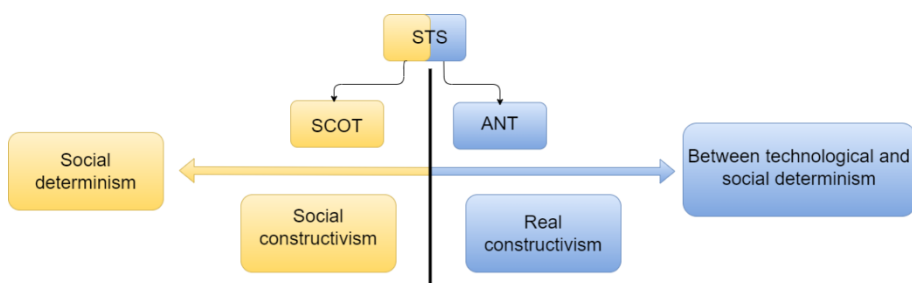 STS
SCOT
ANT
Social
determinism
Between technological and
social determinism
Social
constructivism
Real
constructivism